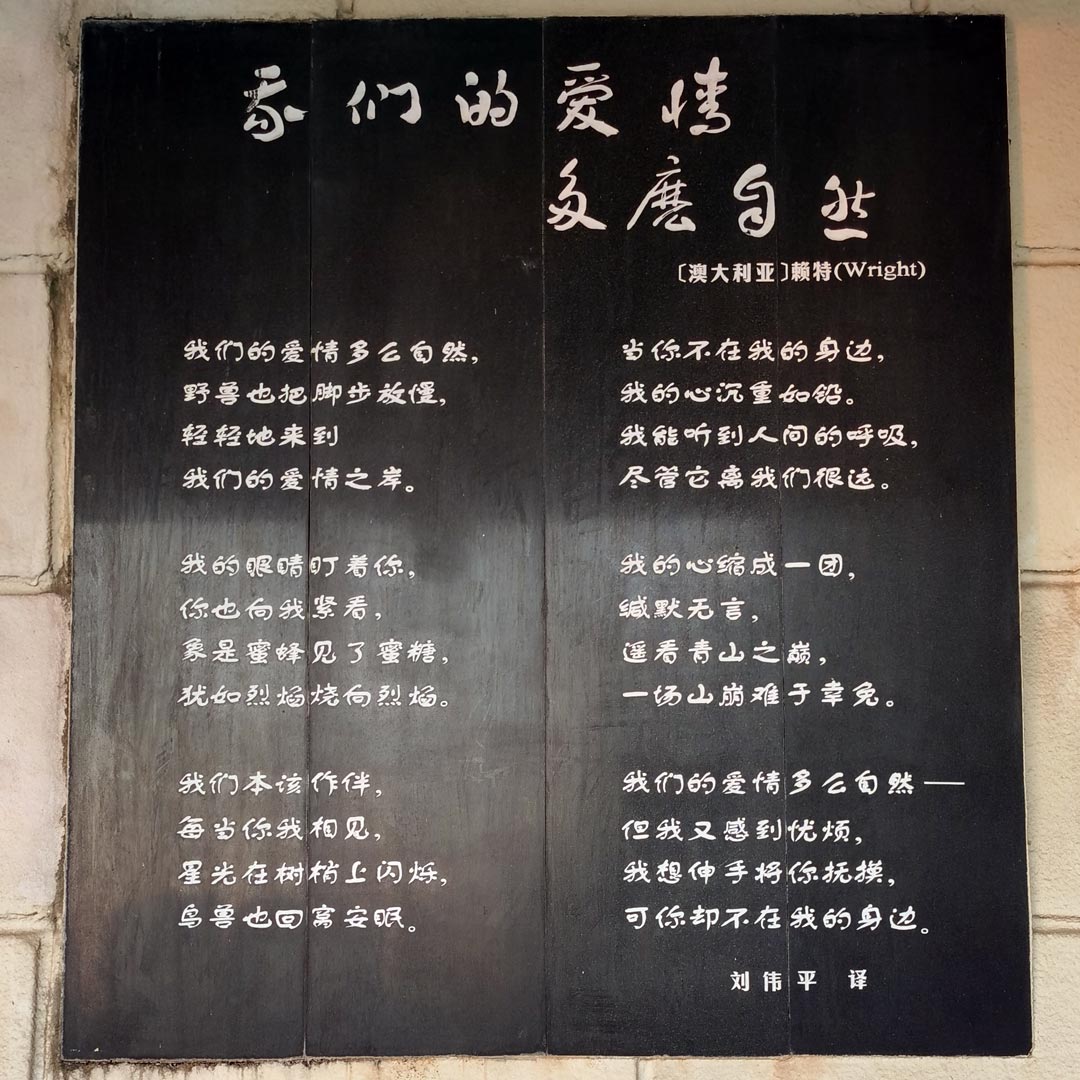 我们的爱情
多麽自然
〔澳大利亚〕赖特(Wright)
我们的爱情多么自然,
野兽也把脚步放慢,
轻轻地来到
我们的爱情之岸。
我的眼睛盯着你,
你也向我紧看,
象是蜜蜂见了蜜糖,
犹如烈焰烧向烈焰。
我们本该作伴,
每当你我相见,
星光在树梢上闪烁,
鸟兽也回窝安眠。
当你不在我的身边,
我的心沉重如铅。
我能听到人间的呼吸,
尽管它离我们很远。
我的心缩成一团,
缄默无言,
遥看青山之巅,
一场山崩难于幸免。
我们的爱情多么自然——
但我又感到忧烦,
我想伸手将你抚摸,
可你却不在我的身边。
刘伟平 译